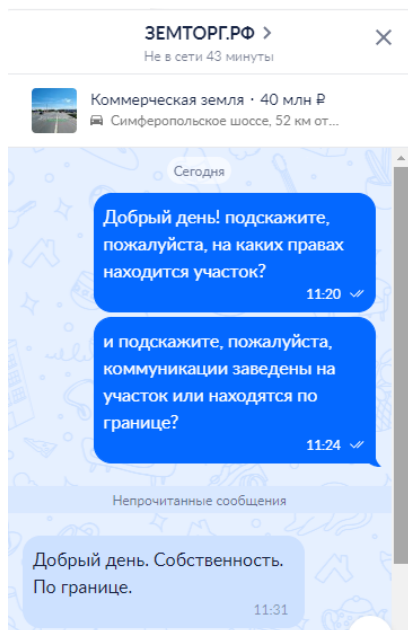 ЗЕМТОРГ.РФ >
Не в сети 43 минуты
Коммерческая земля · 40 млн ₽
Симферопольское шоссе, 52 км от...
Сегодня
Добрый день! подскажите,
пожалуйста, на каких правах
находится участок?
11:20
и подскажите, пожалуйста,
коммуникации заведены на
участок или находятся по
границе?
11:24
Непрочитанные сообщения
Добрый день. Собственность.
По границе.
11:31